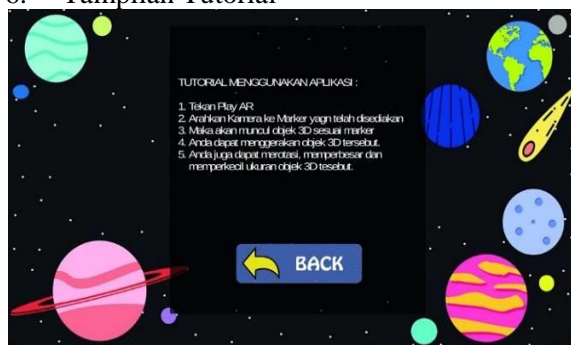 Tampilan Tutorial
TUTORIAL MENGGUNAKAN APLIKASI :
1. Tekan Play AR
2. Arahkan Kamera ke Marker yagn telah disediakan
3. Maka akan muncul objek 3D sesuai marker
4. Anda dapat menggerakan objek 3D tersebut.
5. Anda juga dapat merotasi, memperbesar dan
memperkecil ukuran objek 3D tesebut.
BACK